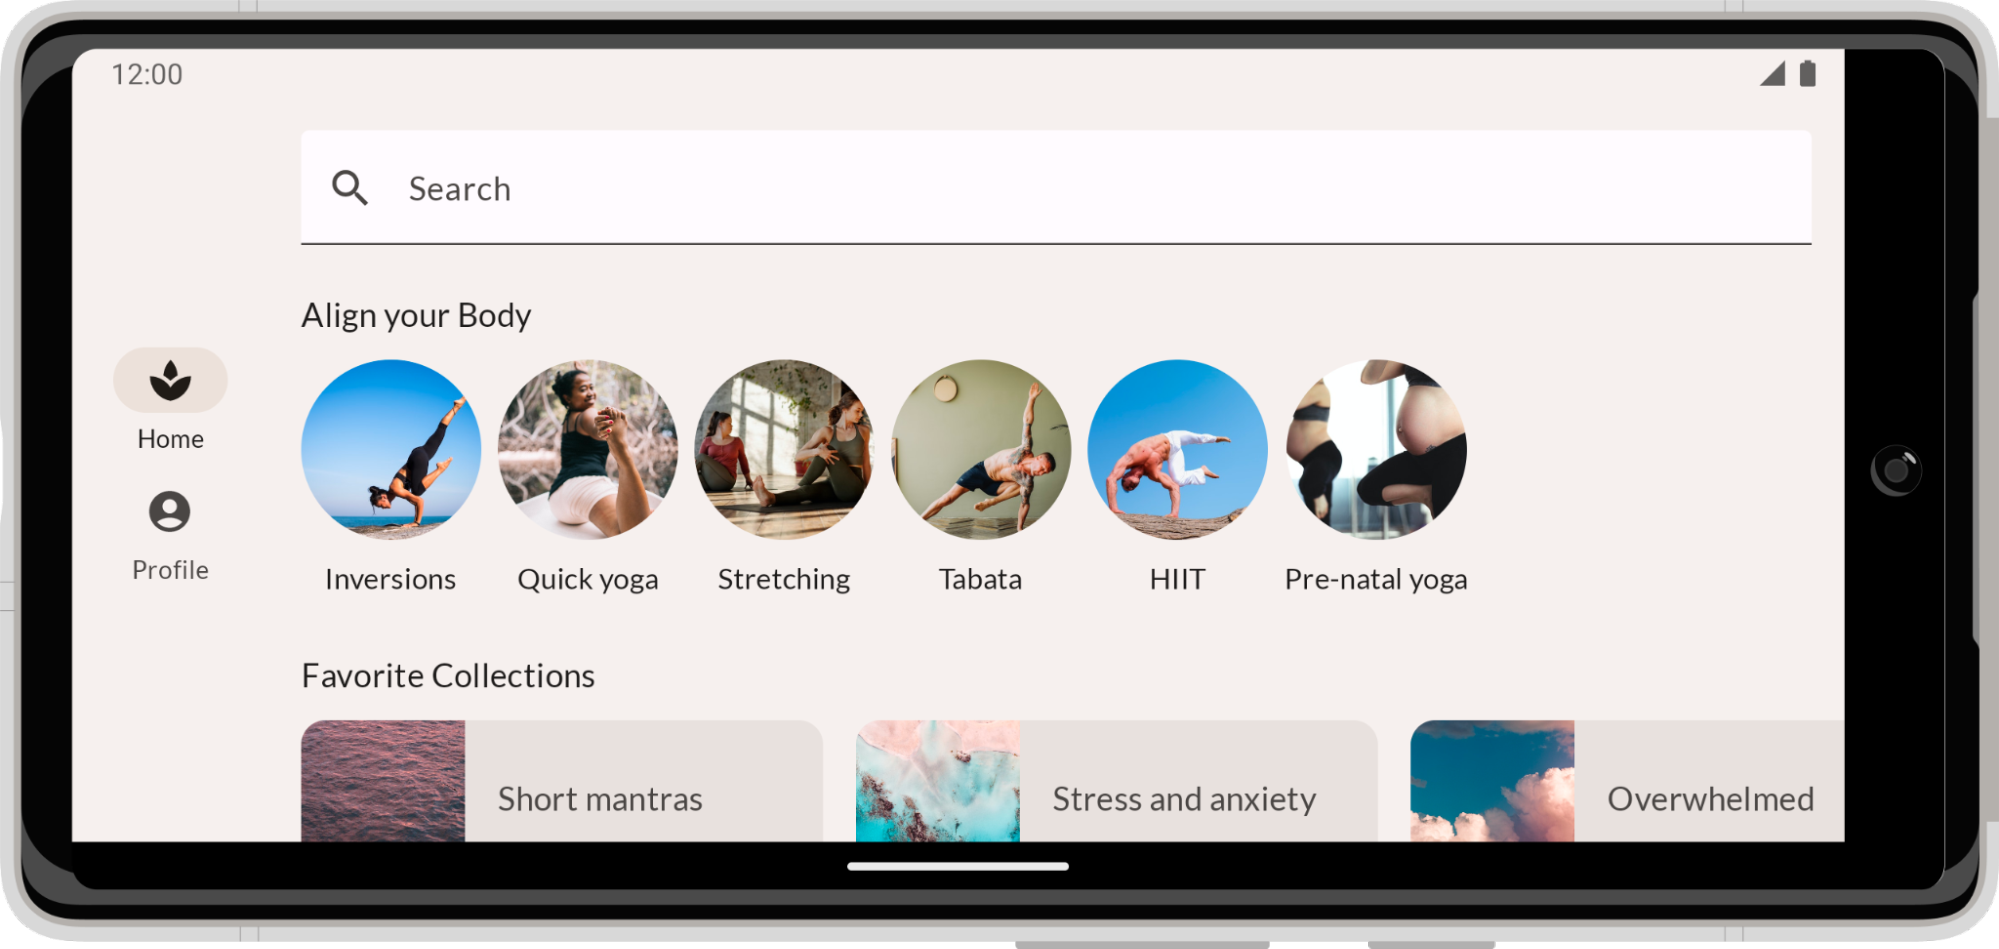 12:00
Search
Align your Body
Home
Profile
Inversions
Quick yoga
Stretching
Tabata
HIIT
Pre-natal yoga
Favorite Collections
Short mantras
Stress and anxiety
Overwhelmed